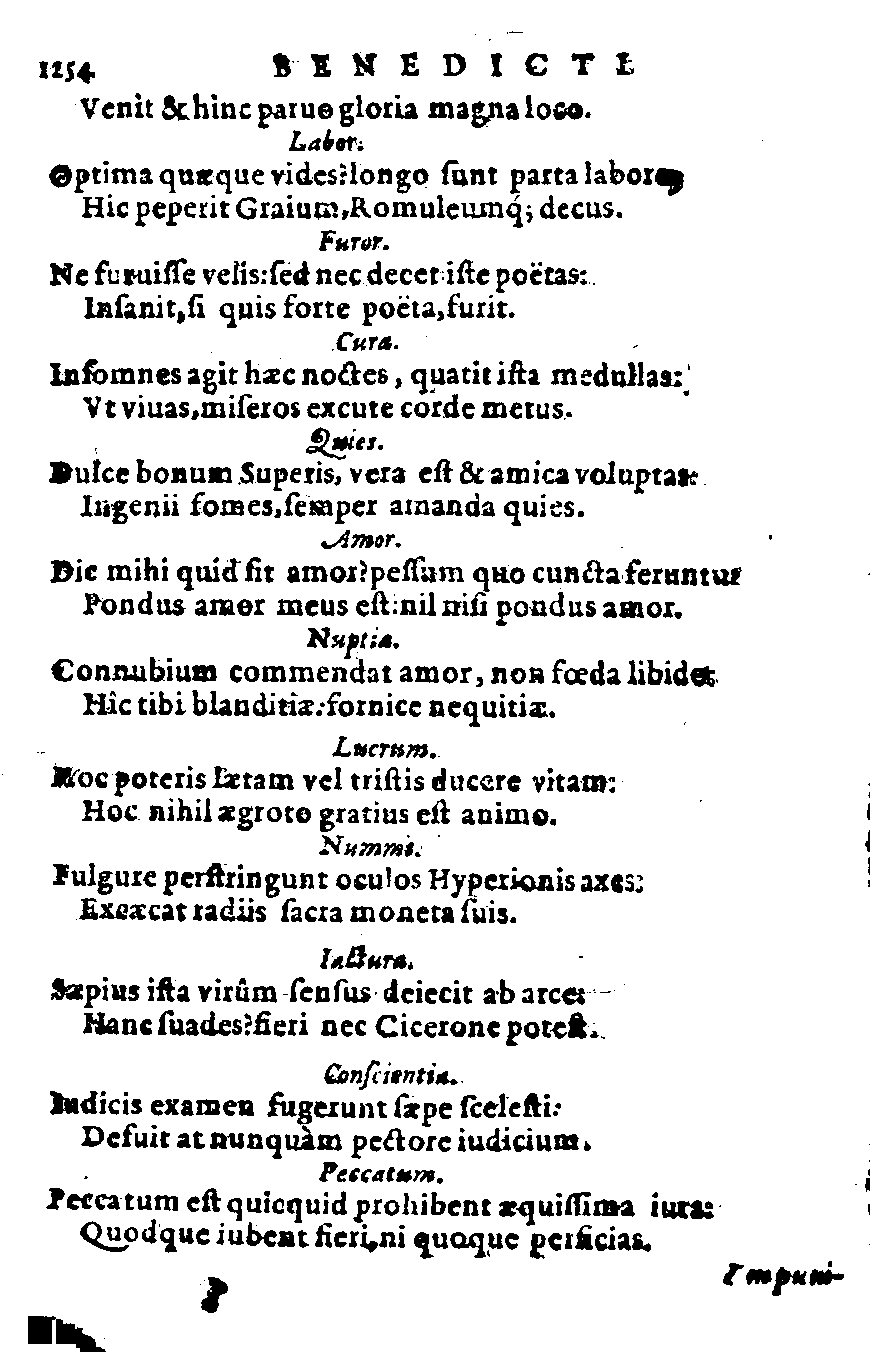 1254 BENEDICTI
Venit & hinc paruo gloria magna loco.
Labor.
Optima quæque vides? longo ſunt parta labore,
Hic peperit Graium, Romuleumq́; decus.
Furor.
Ne furuiſſe velis: ſed nec decet iſte poëtas:
Inſanit, ſi quis forte poëta, furit.
Cura.
Inſomnes agit hæc noctes, quatit iſta medullas:
Vt viuas, miſeros excute corde metus.
Quies.
Dulce bonum Superis, vera eſt & amica voluptas
Ingenii fomes, ſemper amanda quies.
Amor.
Dic mihi quid ſit amor? peſſum quo cuncta feruntur
Pondus amor meus eſt: nil niſi pondus amor.
Nuptiæ.
Connubium commendat amor, non fœda libido:
Hîc tibi blanditiæ: fornice nequitiæ.
Lucrum.
Hoc poteris lætam vel triſtis ducere vitam:
Hoc nihil ægroto gratius eſt animo.
Nummi.
Fulgure perſtringunt oculos Hyperionis axes:
Exœcat radiis ſacra moneta ſuis.
Iactura.
Sæpius iſta virûm ſenſus deiecit ab arce:
Hanc ſuades? fieri nec Cicerone poteſt.
Conſcientia.
Iudicis examen fugerunt ſæpe ſceleſti:
Defuit at nunquàm pectore iudicium.
Peccatum.
Peccatum eſt quicquid prohibent æquiſſima iura:
Quodque iubent fieri, ni quoque perficias.
Impuni-